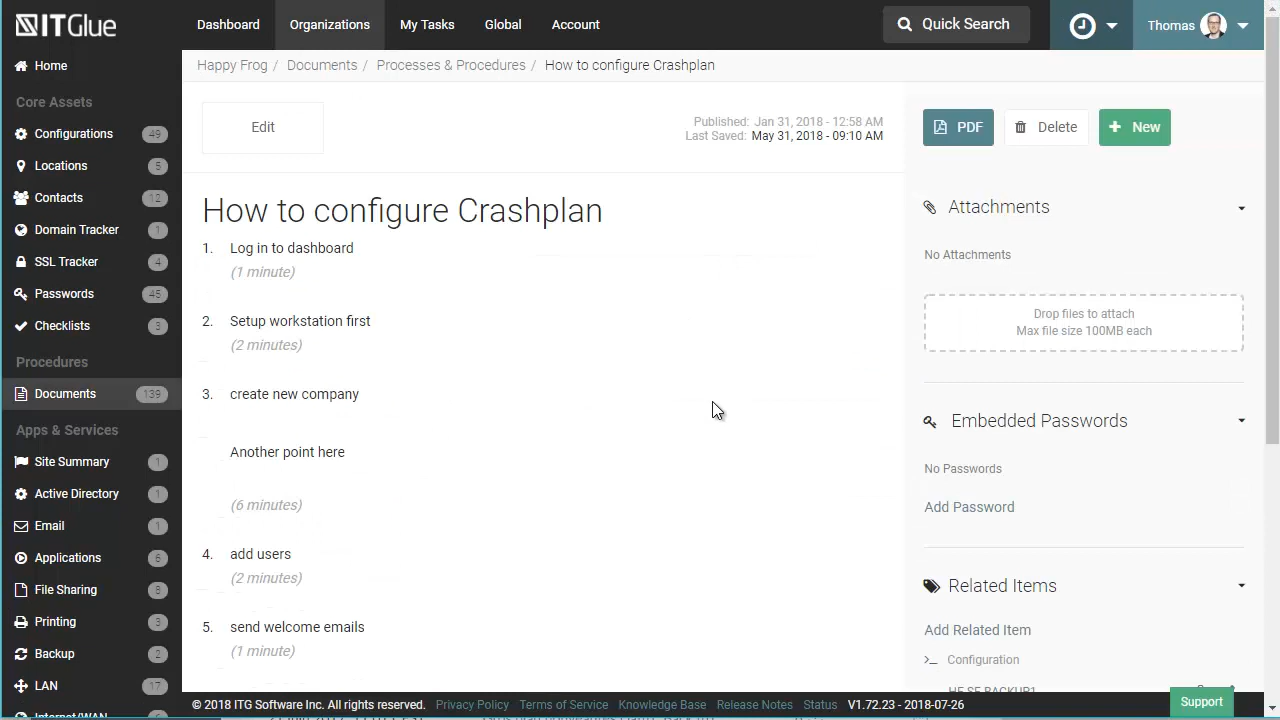 ITGlue
Dashboard
Organizations
My Tasks
Global
Account
Quick Search
Thomas
Home
Core Assets
Configurations 49
Locations 5
Contacts 12
Domain Tracker 1
SSL Tracker 4
Passwords 45
Checklists 3
Procedures
Documents 139
Apps & Services
Site Summary 1
Active Directory 1
Email 1
Applications 6
File Sharing 8
Printing 3
Backup 2
LAN 17
Happy Frog / Documents / Processes & Procedures / How to configure Crashplan
Edit
Published: Jan 31, 2018 - 12:58 AM
Last Saved: May 31, 2018 - 09:10 AM
How to configure Crashplan
1. Log in to dashboard
(1 minute)
2. Setup workstation first
(2 minutes)
3. create new company
Another point here
(6 minutes)
4. add users
(2 minutes)
5. send welcome emails
(1 minute)
PDF
Delete
New
Attachments
No Attachments
Drop files to attach
Max file size 100MB each
Embedded Passwords
No Passwords
Add Password
Related Items
Add Related Item
Configuration
© 2018 ITG Software Inc. All rights reserved. Privacy Policy Terms of Service Knowledge Base Release Notes Status V1.72.23 - 2018-07-26
Support